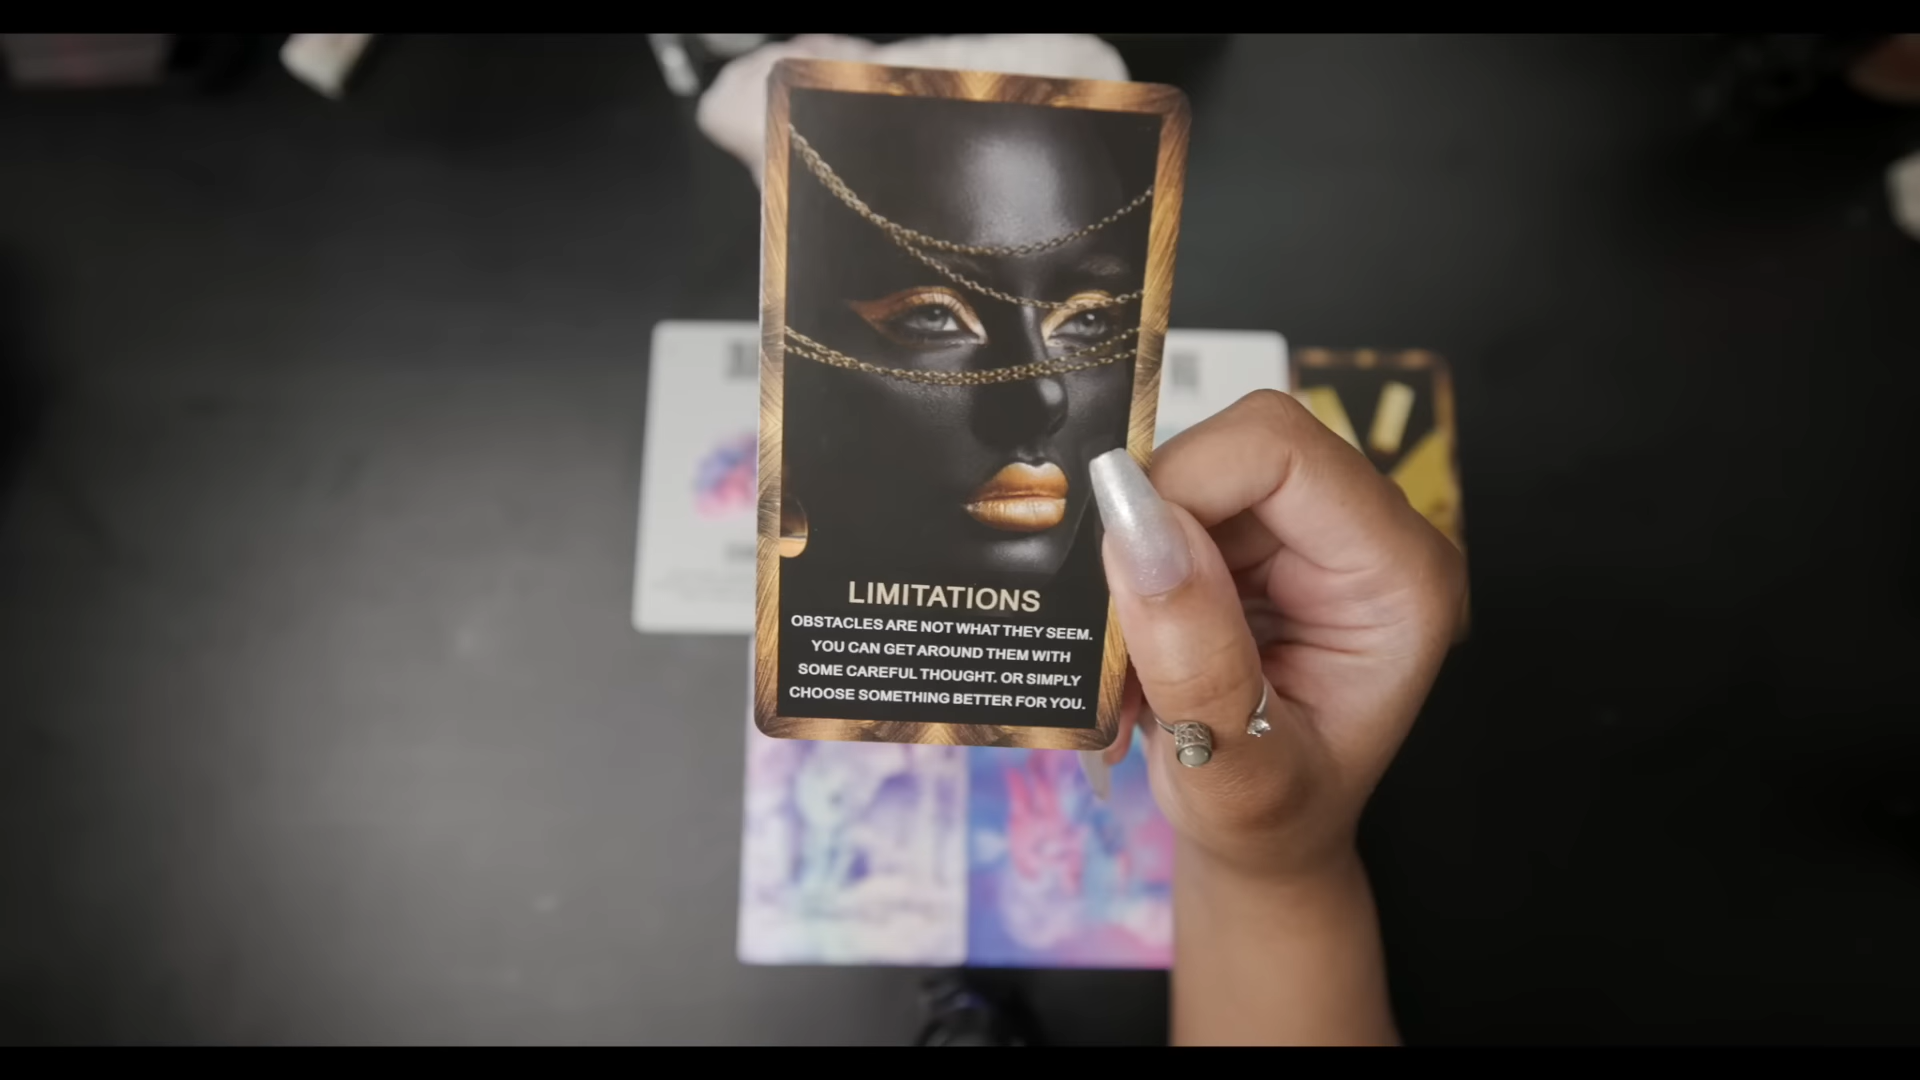 LIMITATIONS
OBSTACLES ARE NOT WHAT THEY SEEM.
YOU CAN GET AROUND THEM WITH
SOME CAREFUL THOUGHT. OR SIMPLY
CHOOSE SOMETHING BETTER FOR YOU.